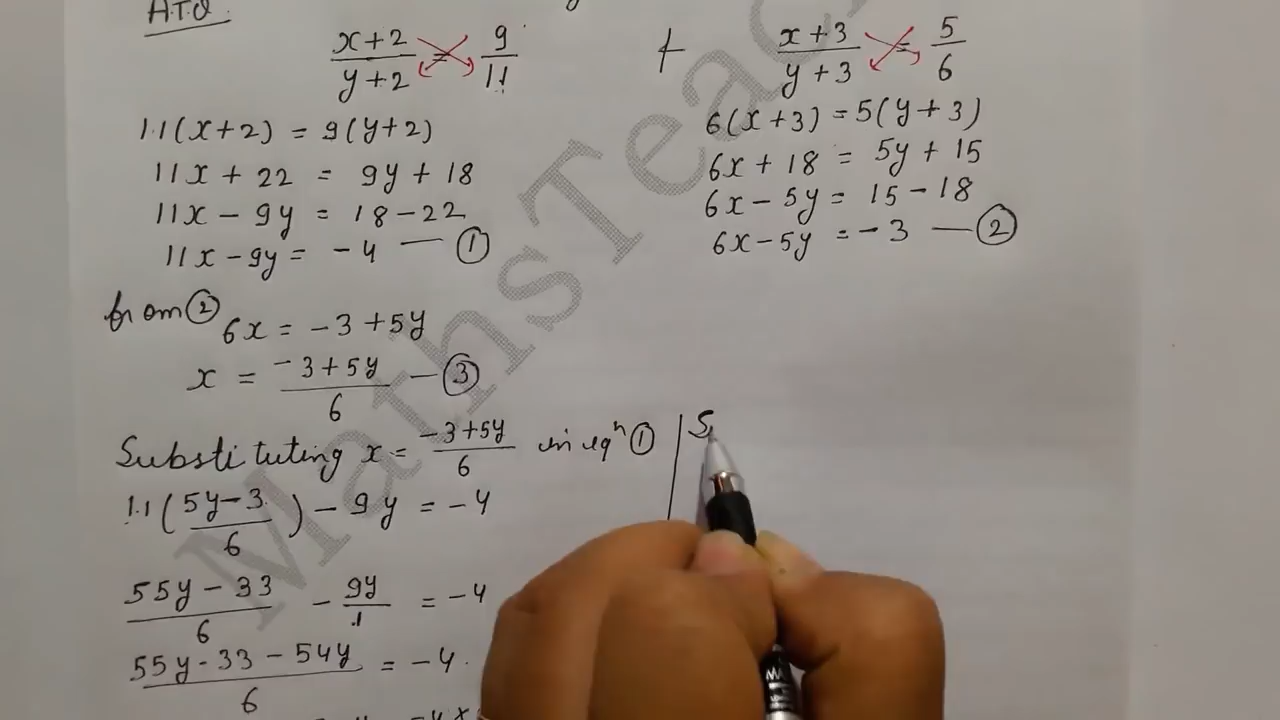 ATQ.
x+2/y+2 = 9/11 + x+3/y+3 = 5/6
11(x+2) = 9(y+2)
11x + 22 = 9y + 18
11x - 9y = 18-22
11x-9y = -4 — ①
6(x+3) = 5(y+3)
6x + 18 = 5y + 15
6x - 5y = 15 - 18
6x-5y = -3 — ②
from ②
6x = -3 +5y
x = -3+5y/6 — ③
Substituting x = -3+5y/6 in eqⁿ ①
11(5y-3/6) - 9y = -4
55y-33/6 - 9y/1 = -4
55y-33-54y/6 = -4
MathsTeac